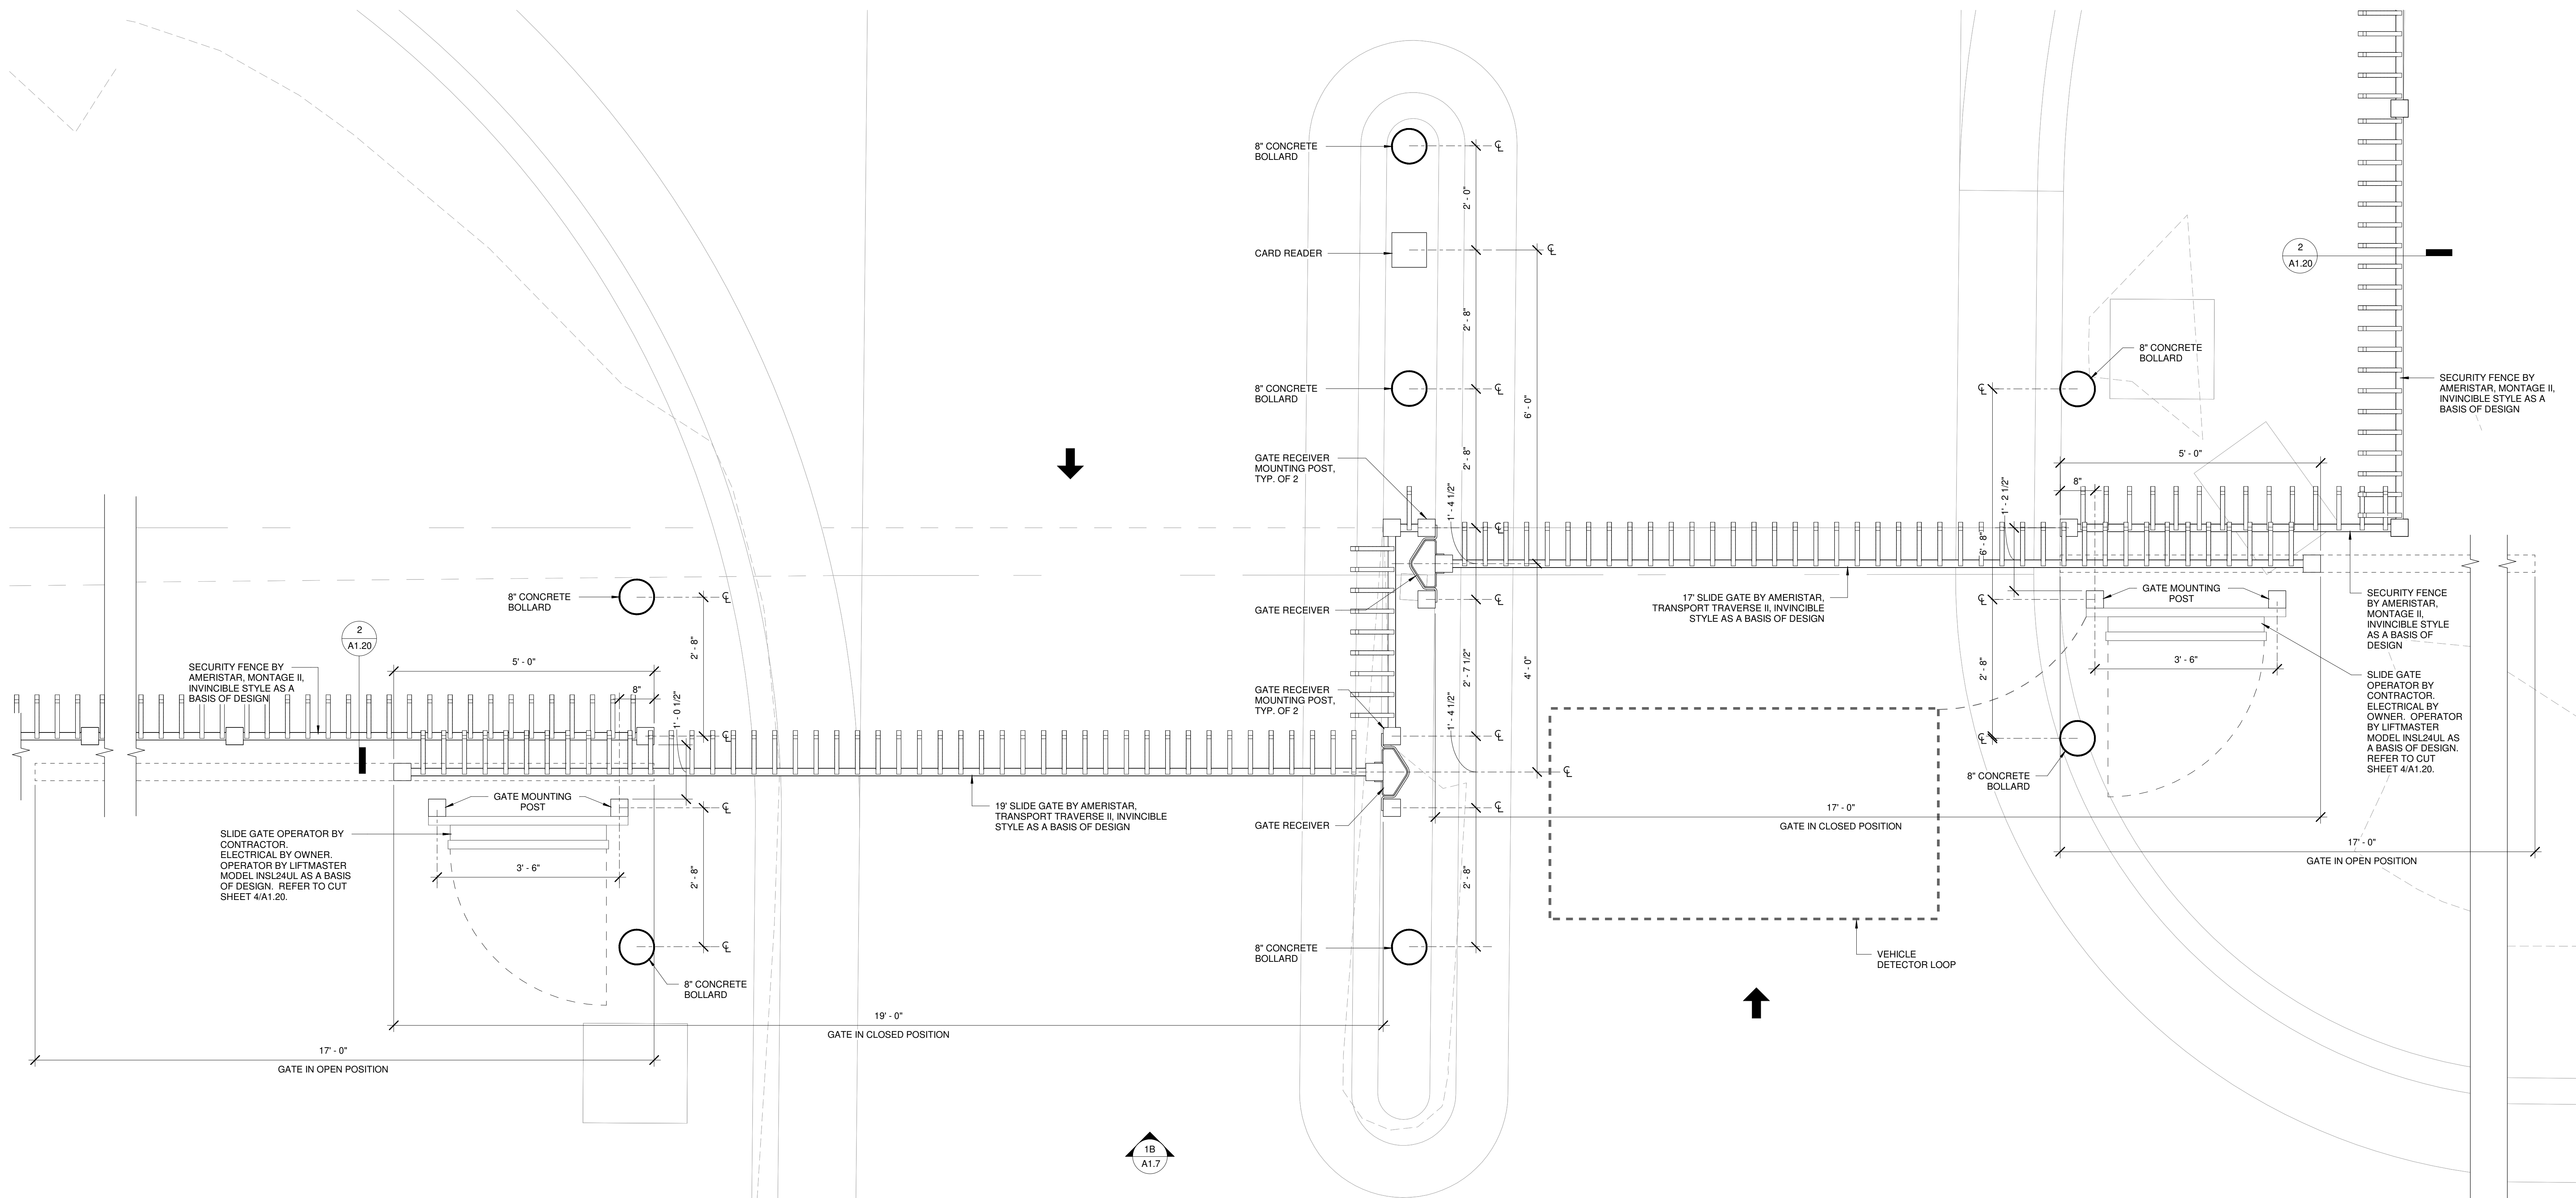 8" CONCRETE
BOLLARD
℄
2' - 0"
CARD READER
℄
2
A1.20
2' - 8"
8" CONCRETE
BOLLARD
℄
6' - 0"
8" CONCRETE
BOLLARD
℄
SECURITY FENCE BY
AMERISTAR, MONTAGE II,
INVINCIBLE STYLE AS A
BASIS OF DESIGN
GATE RECEIVER
MOUNTING POST,
TYP. OF 2
2' - 8"
1' - 4 1/2"
℄
5' - 0"
8"
1' - 2 1/2"
6' - 8"
GATE RECEIVER
℄
17' SLIDE GATE BY AMERISTAR,
TRANSPORT TRAVERSE II, INVINCIBLE
STYLE AS A BASIS OF DESIGN
℄
GATE MOUNTING
POST
SECURITY FENCE
BY AMERISTAR,
MONTAGE II,
INVINCIBLE STYLE
AS A BASIS OF
DESIGN
8" CONCRETE
BOLLARD
℄
2
A1.20
2' - 8"
SECURITY FENCE BY
AMERISTAR, MONTAGE II,
INVINCIBLE STYLE AS A
BASIS OF DESIGN
5' - 0"
8"
1' - 0 1/2"
℄
GATE RECEIVER
MOUNTING POST,
TYP. OF 2
2' - 7 1/2"
4' - 0"
1' - 4 1/2"
℄
℄
2' - 8"
3' - 6"
SLIDE GATE
OPERATOR BY
CONTRACTOR.
ELECTRICAL BY
OWNER. OPERATOR
BY LIFTMASTER
MODEL INSL24UL AS
A BASIS OF DESIGN.
REFER TO CUT
SHEET 4/A1.20.
℄
8" CONCRETE
BOLLARD
GATE MOUNTING
POST
℄
19' SLIDE GATE BY AMERISTAR,
TRANSPORT TRAVERSE II, INVINCIBLE
STYLE AS A BASIS OF DESIGN
GATE RECEIVER
℄
17' - 0"
GATE IN CLOSED POSITION
17' - 0"
GATE IN OPEN POSITION
SLIDE GATE OPERATOR BY
CONTRACTOR.
ELECTRICAL BY OWNER.
OPERATOR BY LIFTMASTER
MODEL INSL24UL AS A BASIS
OF DESIGN. REFER TO CUT
SHEET 4/A1.20.
3' - 6"
2' - 8"
2' - 8"
℄
8" CONCRETE
BOLLARD
8" CONCRETE
BOLLARD
VEHICLE
DETECTOR LOOP
19' - 0"
GATE IN CLOSED POSITION
17' - 0"
GATE IN OPEN POSITION
1B
A1.7